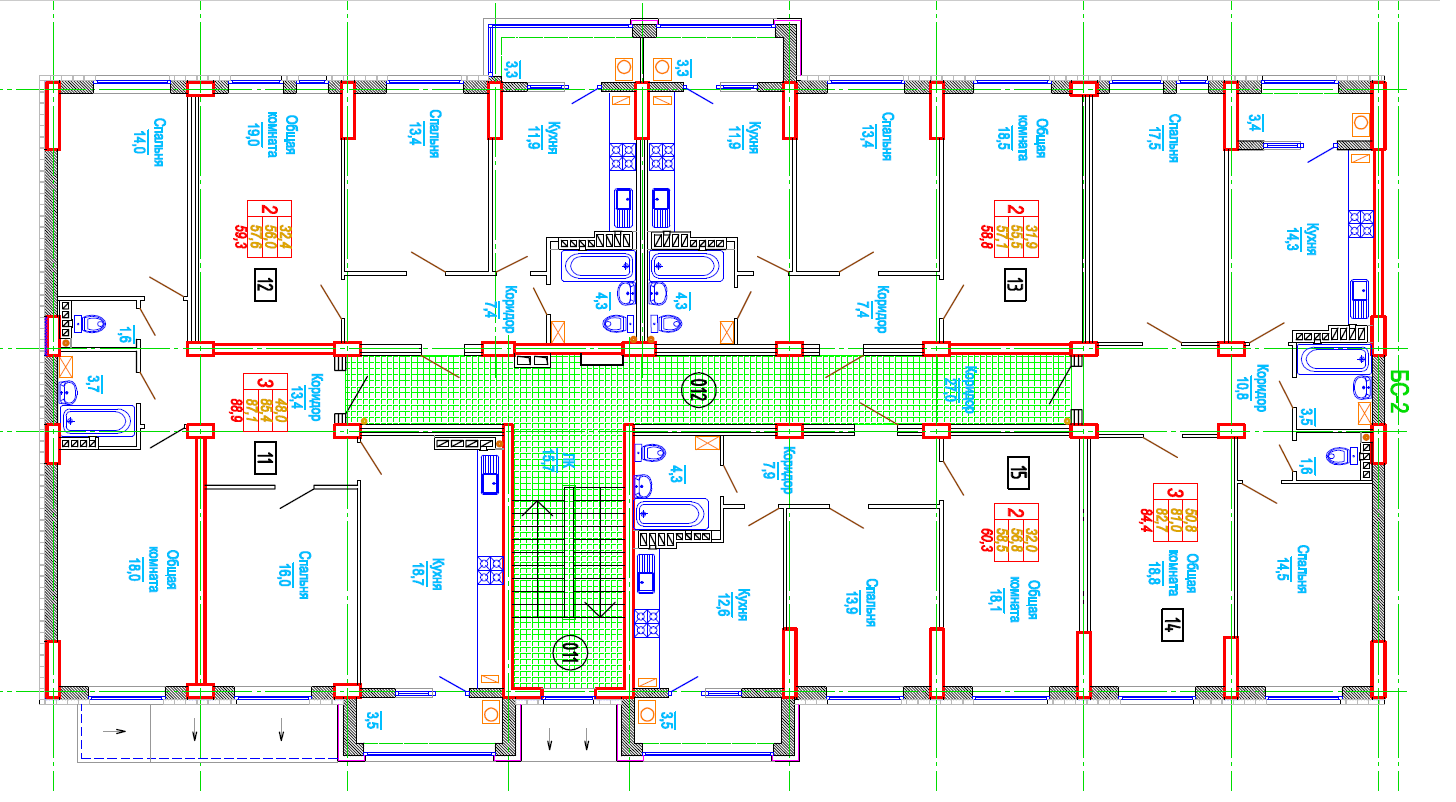 3,3
3,3
Спальня
14,0
Общая
комната
19,0
Спальня
13,4
Кухня
11,9
Кухня
11,9
Спальня
13,4
Общая
комната
18,5
Спальня
17,5
3,4
Кухня
14,3
2
32,4
56,0
57,6
59,3
12
2
31,9
55,5
57,1
58,8
13
1,6
Коридор
7,4
4,3
4,3
Коридор
7,4
3,7
3
48,0
86,4
87,1
88,9
11
Коридор
13,4
012
Коридор
27,0
Коридор
10,8
3,5
1,6
БС-2
ПК
15,7
4,3
Коридор
7,9
15
2
32,0
56,8
58,5
60,3
3
50,8
81,0
82,7
84,4
Общая
комната
18,0
Спальня
16,0
Кухня
18,7
Кухня
12,6
Спальня
13,9
Общая
комната
18,1
Общая
комната
18,8
14
Спальня
14,5
011
3,5
3,5